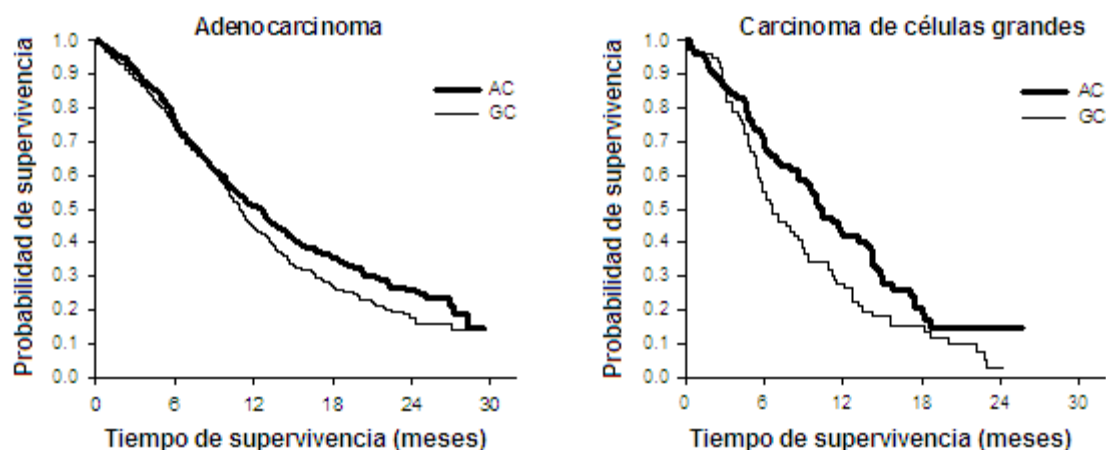 Adenocarcinoma
Probabilidad de supervivencia
1.0
0.9
0.8
0.7
0.6
0.5
0.4
0.3
0.2
0.1
0.0
AC
GC
0 6 12 18 24 30
Tiempo de supervivencia (meses)
Carcinoma de células grandes
Probabilidad de supervivencia
1.0
0.9
0.8
0.7
0.6
0.5
0.4
0.3
0.2
0.1
0.0
AC
GC
0 6 12 18 24 30
Tiempo de supervivencia (meses)